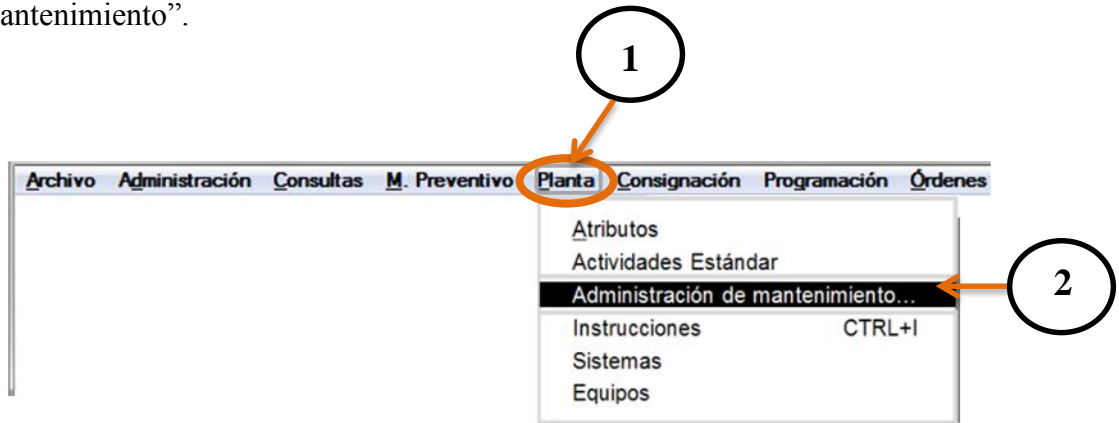 antenimiento”.
1
Archivo Administración Consultas M. Preventivo Planta Consignación Programación Órdenes
Atributos
Actividades Estándar
Administración de mantenimiento...
2
Instrucciones CTRL+I
Sistemas
Equipos